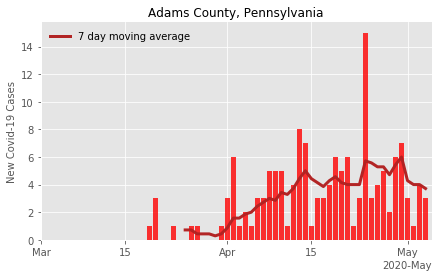 Adams County, Pennsylvania
7 day moving average
New Covid-19 Cases
14
12
10
8
6
4
2
0
Mar 15 Apr 15 May
2020-May